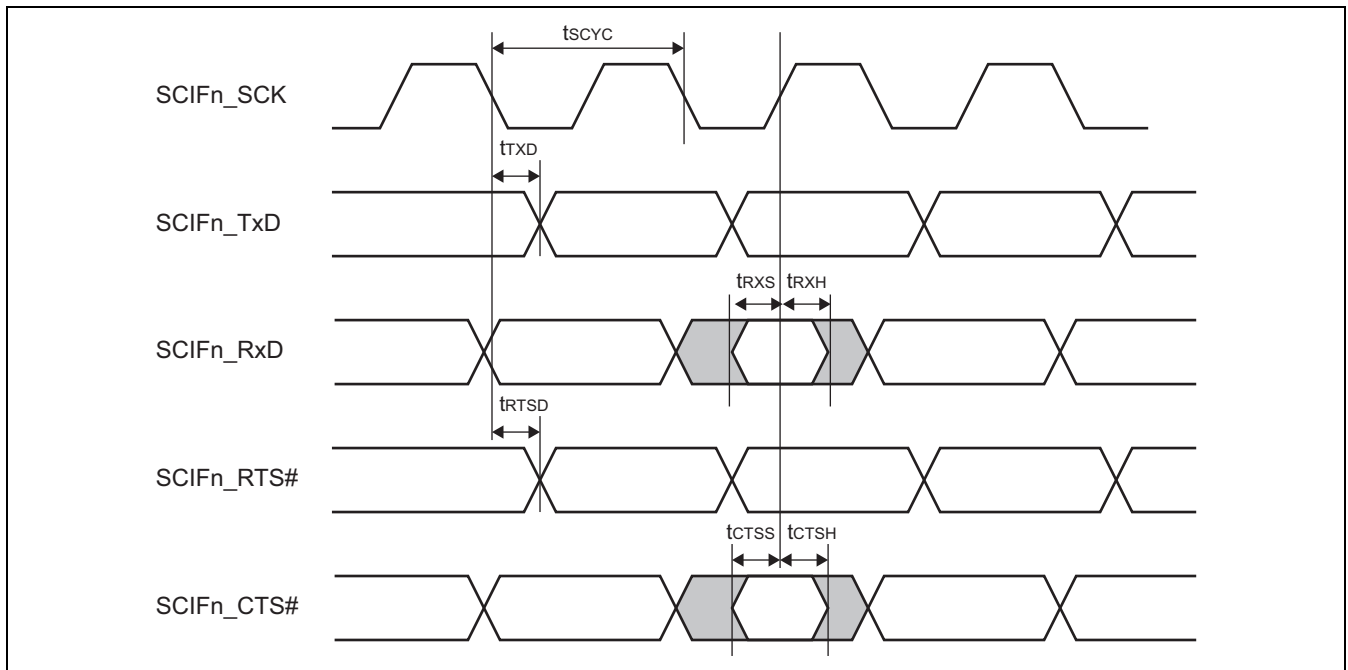 tSCYC
SCIFn_SCK
tTXD
SCIFn_TxD
tRXS tRXH
SCIFn_RxD
tRTSD
SCIFn_RTS#
tCTSS tCTSH
SCIFn_CTS#